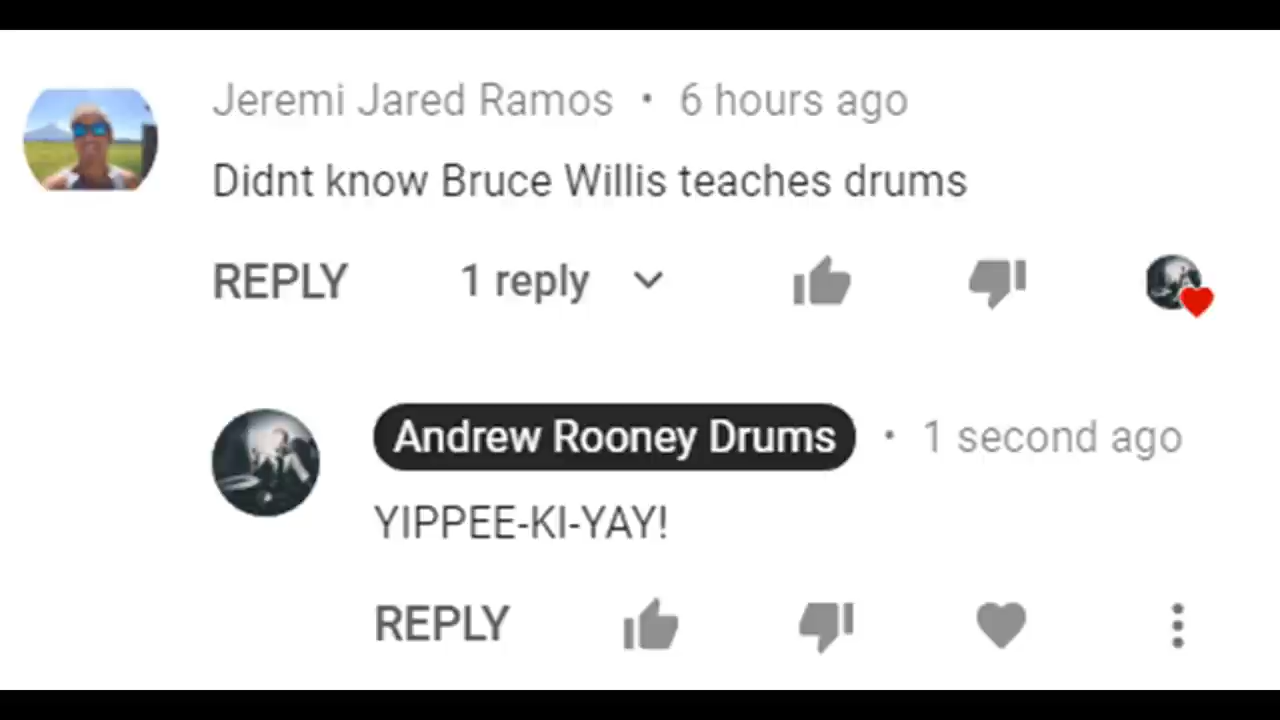 Jeremi Jared Ramos • 6 hours ago
Didnt know Bruce Willis teaches drums
REPLY 1 reply
Andrew Rooney Drums • 1 second ago
YIPPEE-KI-YAY!
REPLY